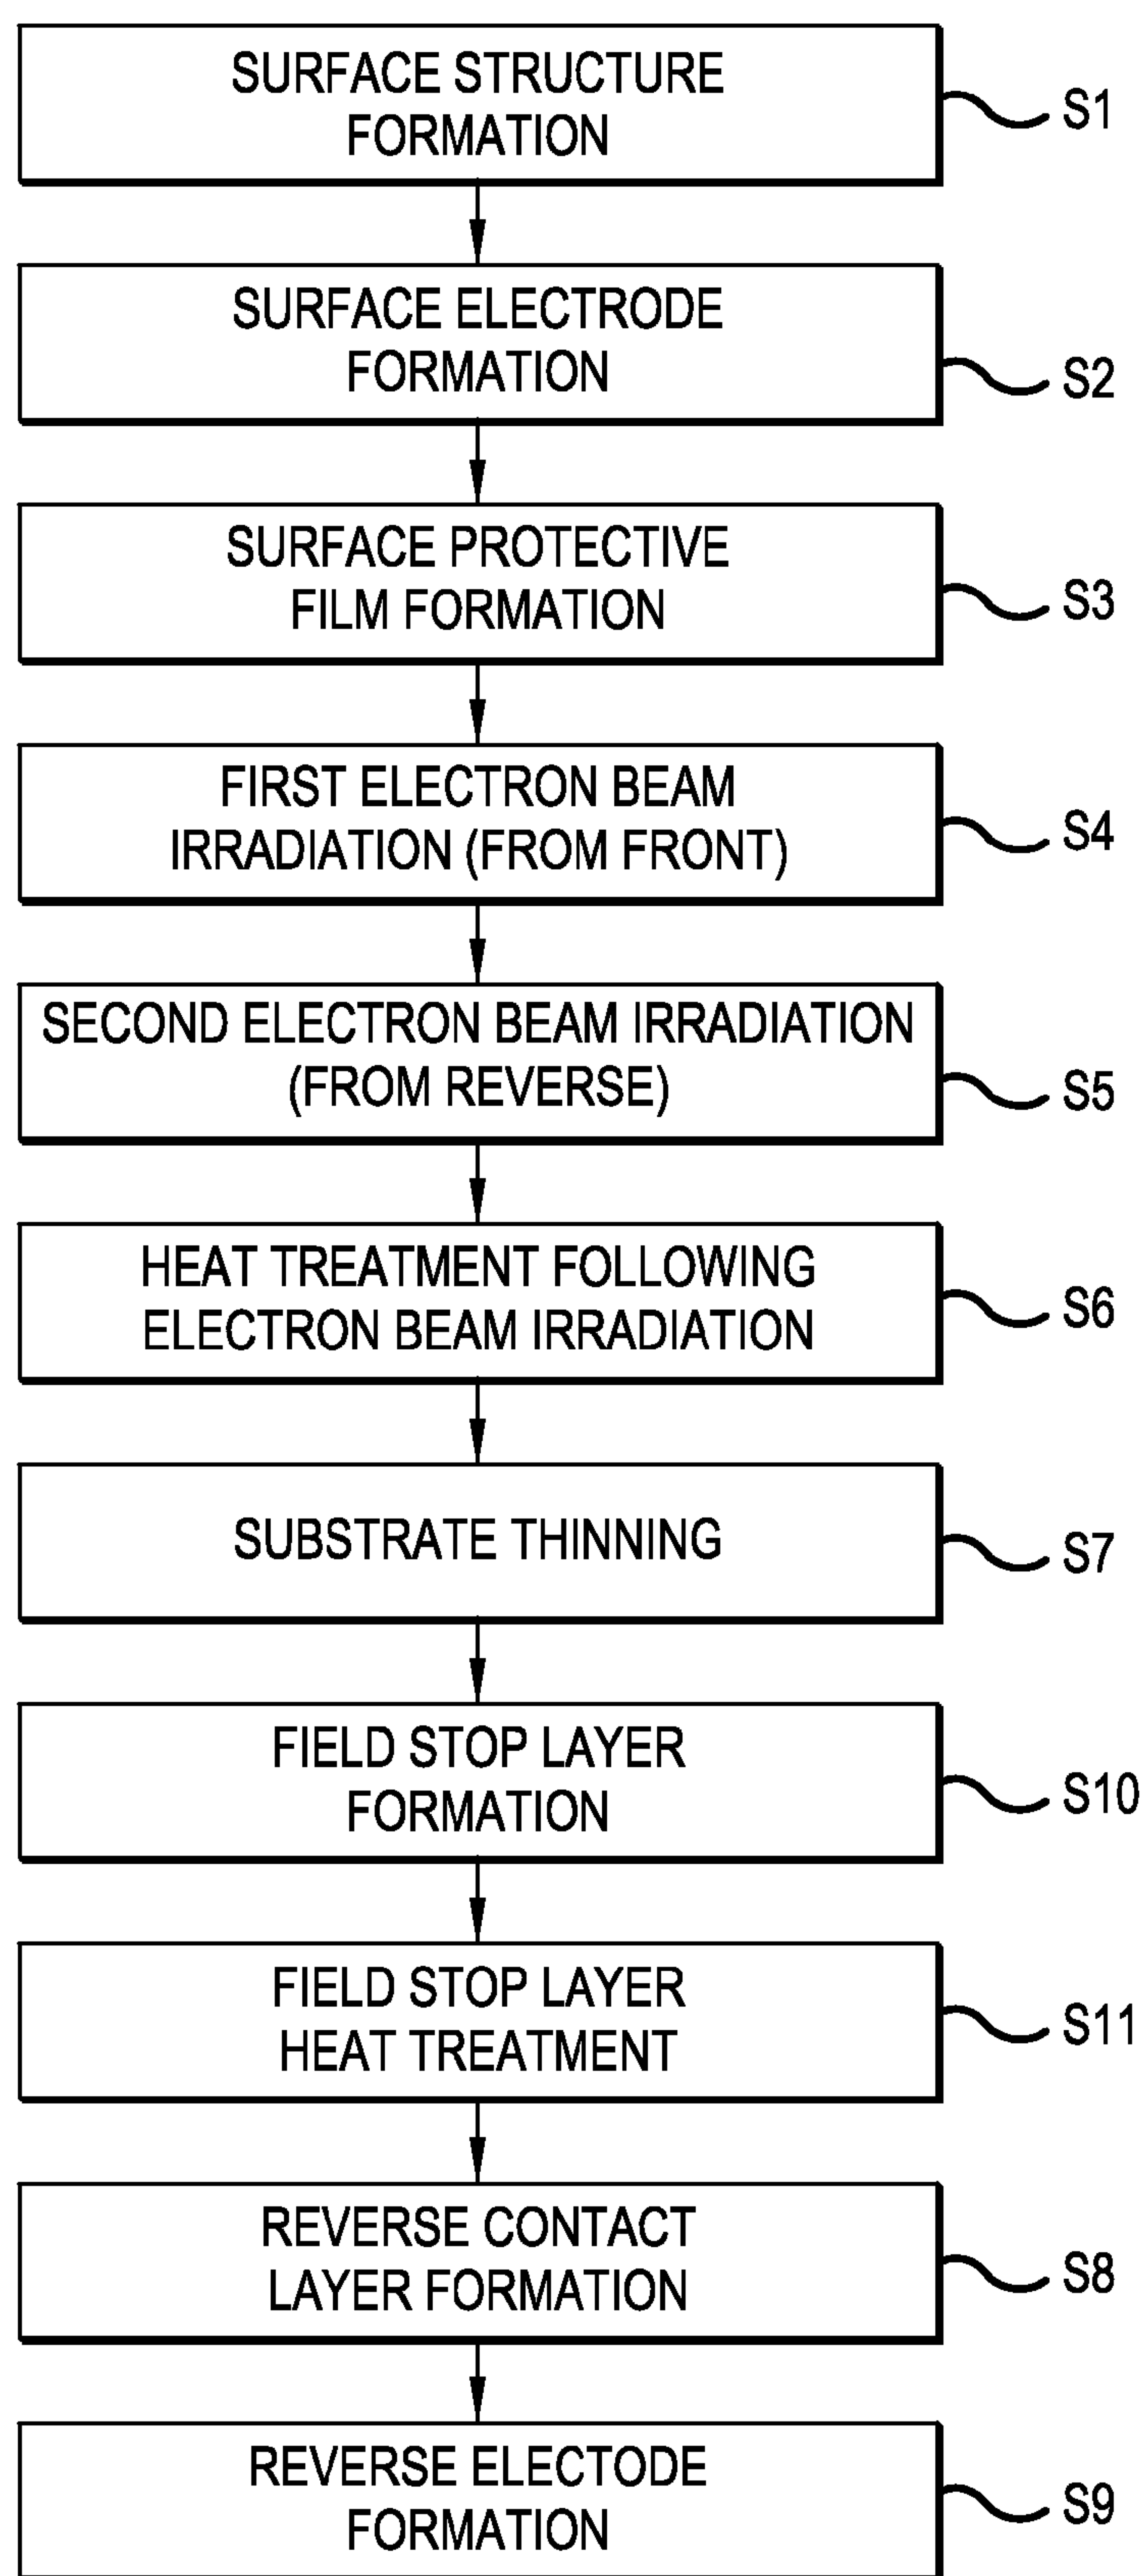 SURFACE STRUCTURE
FORMATION
S1
SURFACE ELECTRODE
FORMATION
S2
SURFACE PROTECTIVE
FILM FORMATION
S3
FIRST ELECTRON BEAM
IRRADIATION (FROM FRONT)
S4
SECOND ELECTRON BEAM IRRADIATION
(FROM REVERSE)
S5
HEAT TREATMENT FOLLOWING
ELECTRON BEAM IRRADIATION
S6
SUBSTRATE THINNING
S7
FIELD STOP LAYER
FORMATION
S10
FIELD STOP LAYER
HEAT TREATMENT
S11
REVERSE CONTACT
LAYER FORMATION
S8
REVERSE ELECTODE
FORMATION
S9